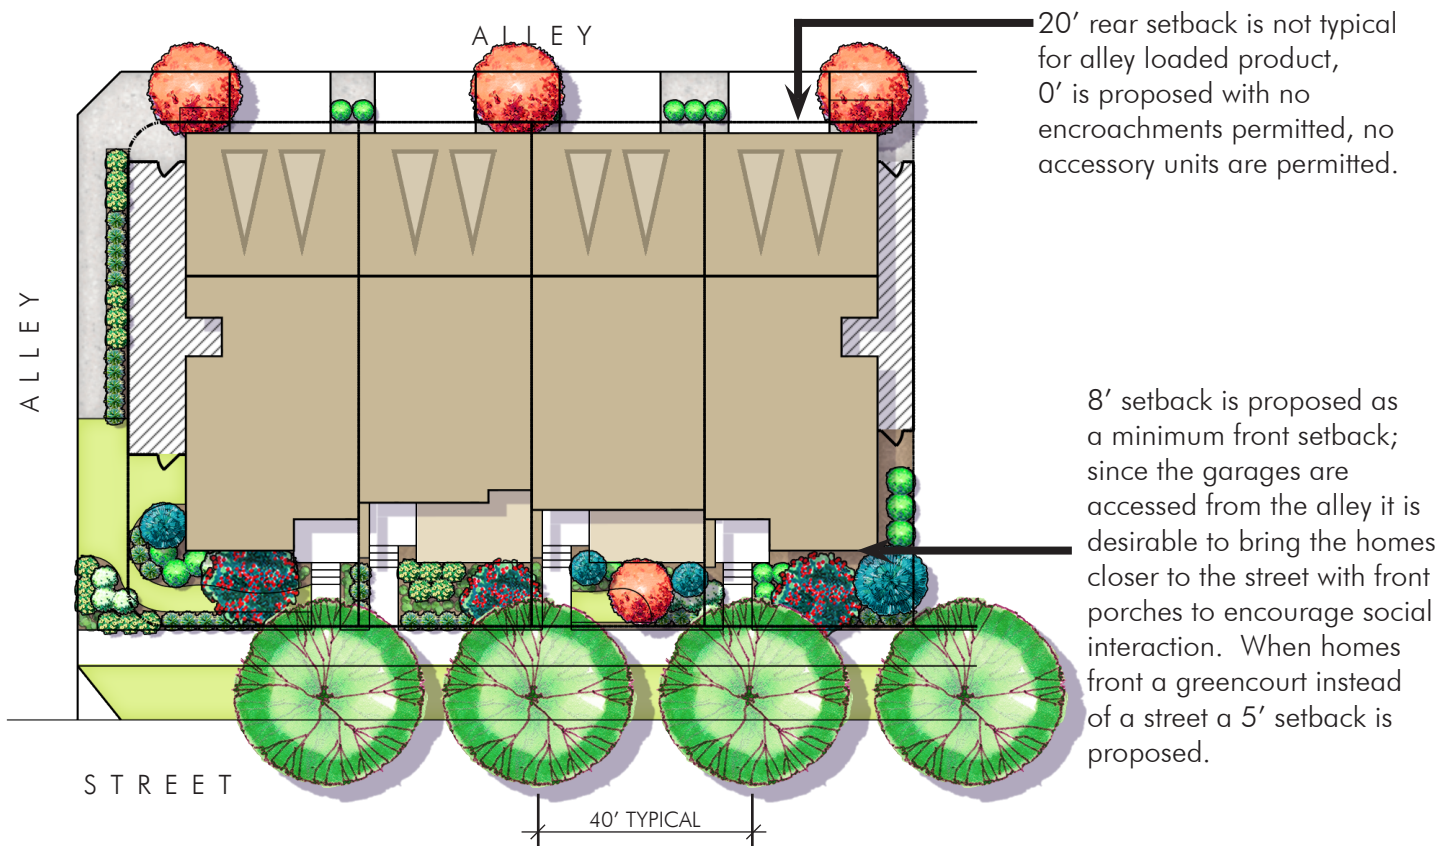 ALLEY
20’ rear setback is not typical
for alley loaded product,
0’ is proposed with no
encroachments permitted, no
accessory units are permitted.
ALLEY
8’ setback is proposed as
a minimum front setback;
since the garages are
accessed from the alley it is
desirable to bring the homes
closer to the street with front
porches to encourage social
interaction.  When homes
front a greencourt instead
of a street a 5’ setback is
proposed.
STREET
40’ TYPICAL